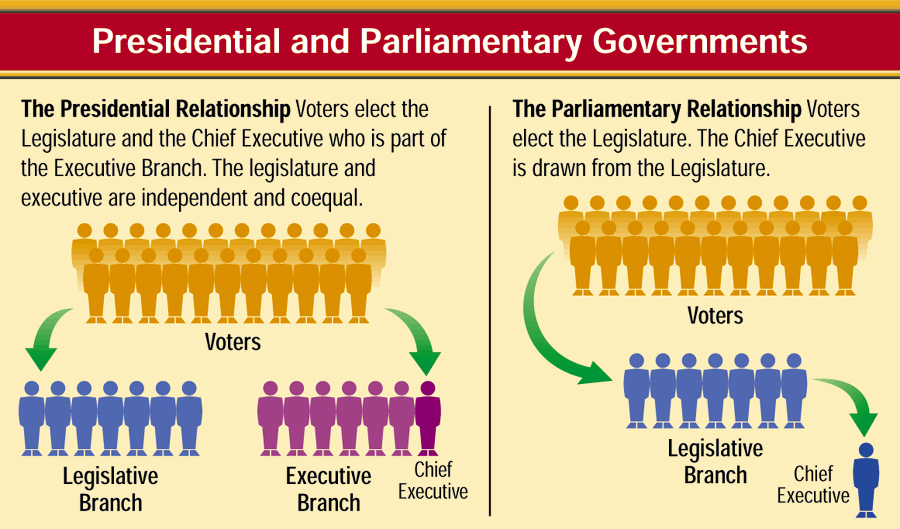 Presidential and Parliamentary Governments
The Presidential Relationship Voters elect the
Legislature and the Chief Executive who is part of
the Executive Branch. The legislature and
executive are independent and coequal.
Voters
Legislative
Branch
Executive
Branch
Chief
Executive
The Parliamentary Relationship Voters
elect the Legislature. The Chief Executive
is drawn from the Legislature.
Voters
Legislative
Branch
Chief
Executive